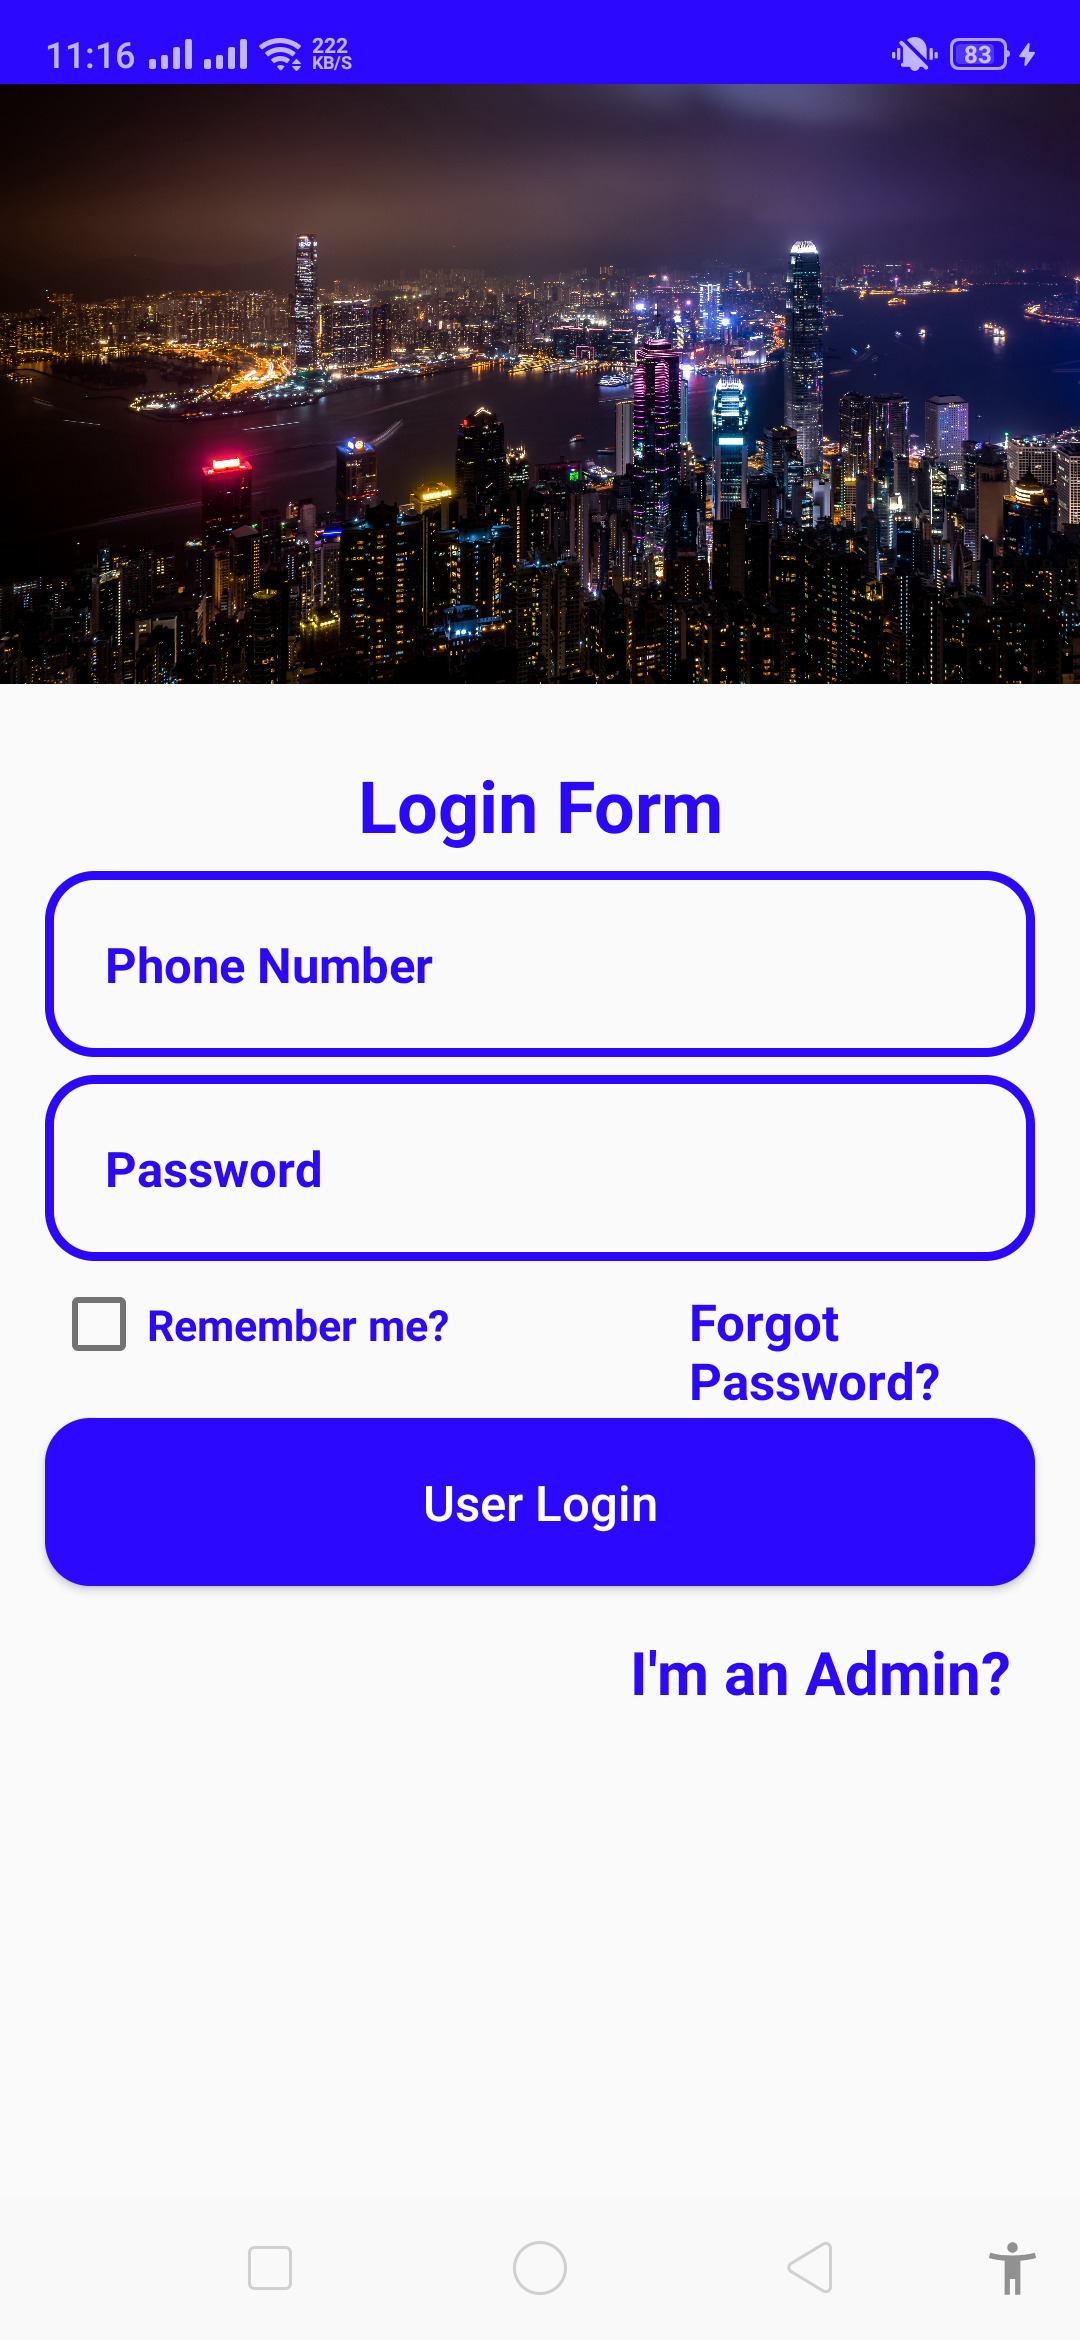 11:16 222 KB/S 83
Login Form
Phone Number
Password
Remember me? Forgot
Password?
User Login
I'm an Admin?